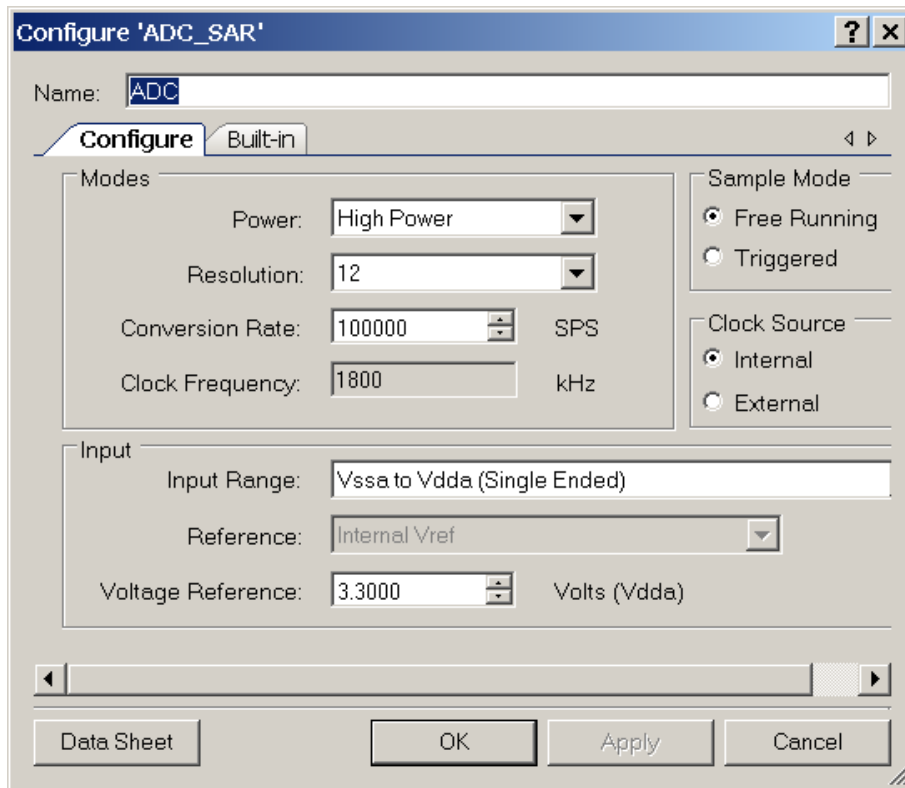 Configure 'ADC_SAR'
Name: ADC
Configure Built-in
Modes
Power: High Power
Resolution: 12
Conversion Rate: 100000 SPS
Clock Frequency: 1800 kHz
Sample Mode
Free Running
Triggered
Clock Source
Internal
External
Input
Input Range: Vssa to Vdda (Single Ended)
Reference: Internal Vref
Voltage Reference: 3.3000 Volts (Vdda)
Data Sheet OK Apply Cancel